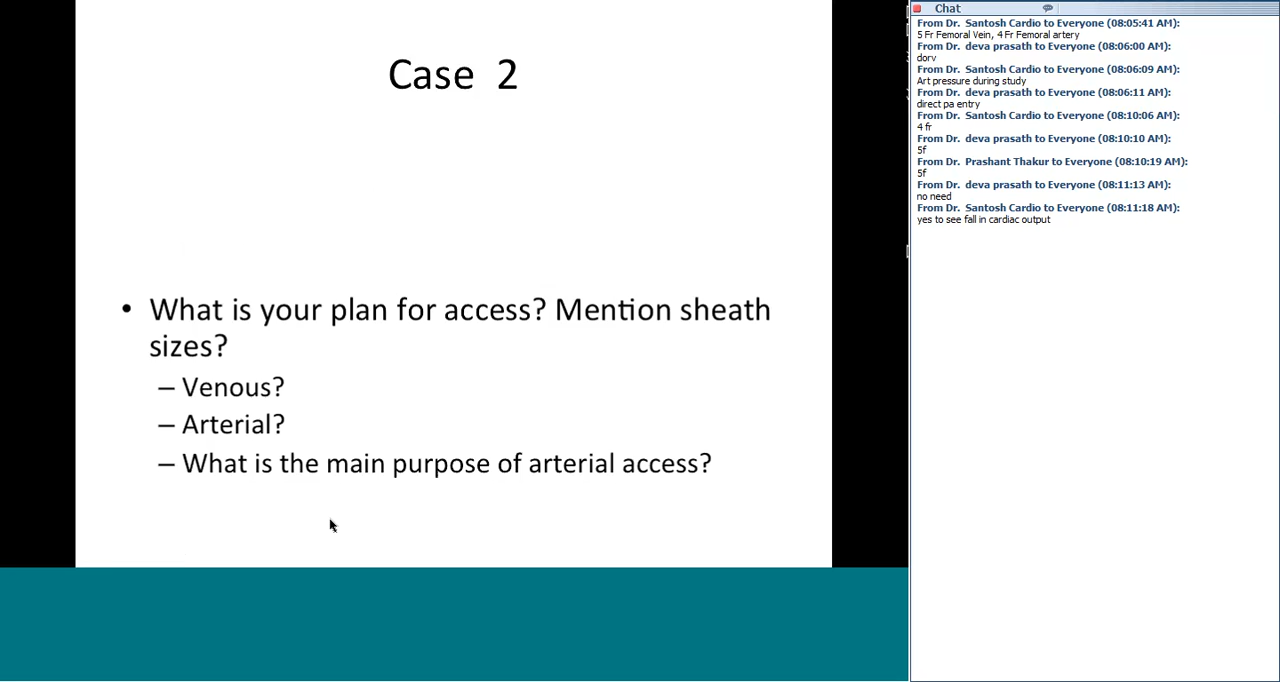 Case 2
• What is your plan for access? Mention sheath
sizes?
– Venous?
– Arterial?
– What is the main purpose of arterial access?
Chat
From Dr. Santosh Cardio to Everyone (08:05:41 AM):
5 Fr Femoral Vein, 4 Fr Femoral artery
From Dr. deva prasath to Everyone (08:06:00 AM):
dorv
From Dr. Santosh Cardio to Everyone (08:06:09 AM):
Art pressure during study
From Dr. deva prasath to Everyone (08:06:11 AM):
direct pa entry
From Dr. Santosh Cardio to Everyone (08:10:06 AM):
4 fr
From Dr. deva prasath to Everyone (08:10:10 AM):
5f
From Dr. Prashant Thakur to Everyone (08:10:19 AM):
5f
From Dr. deva prasath to Everyone (08:11:13 AM):
no need
From Dr. Santosh Cardio to Everyone (08:11:18 AM):
yes to see fall in cardiac output